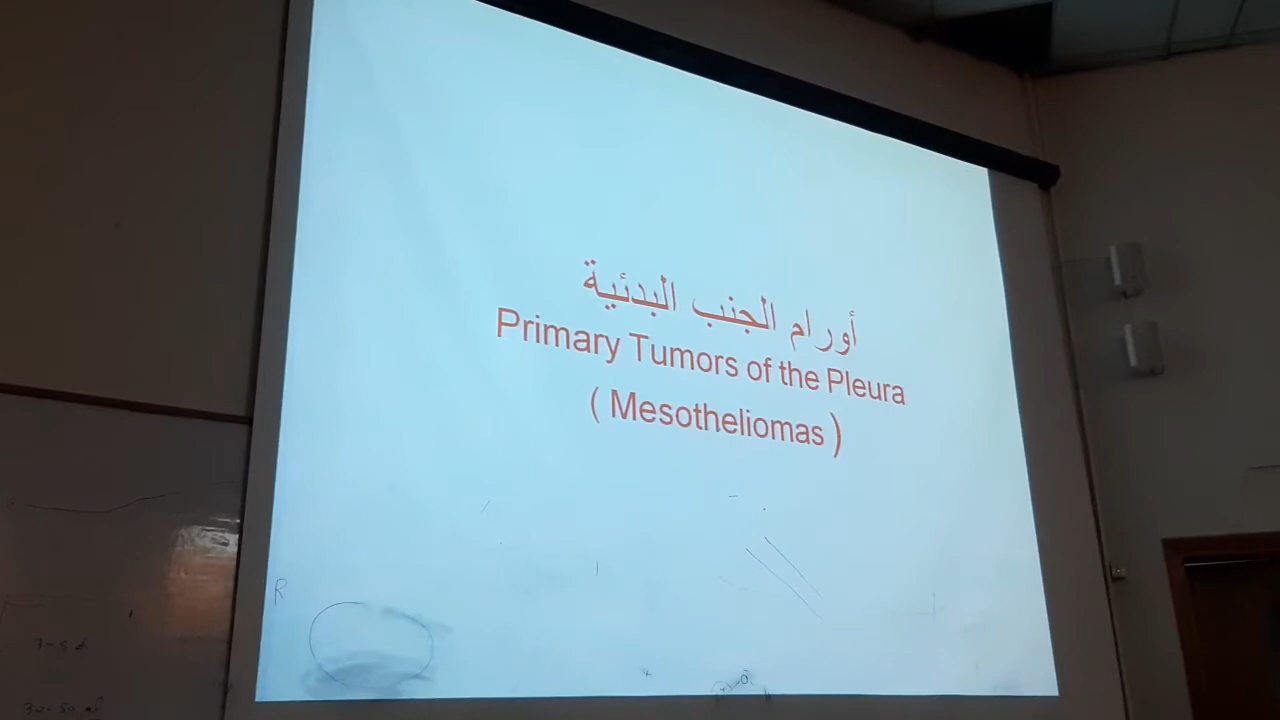 أورام الجنب البدئية
Primary Tumors of the Pleura
( Mesotheliomas )
R